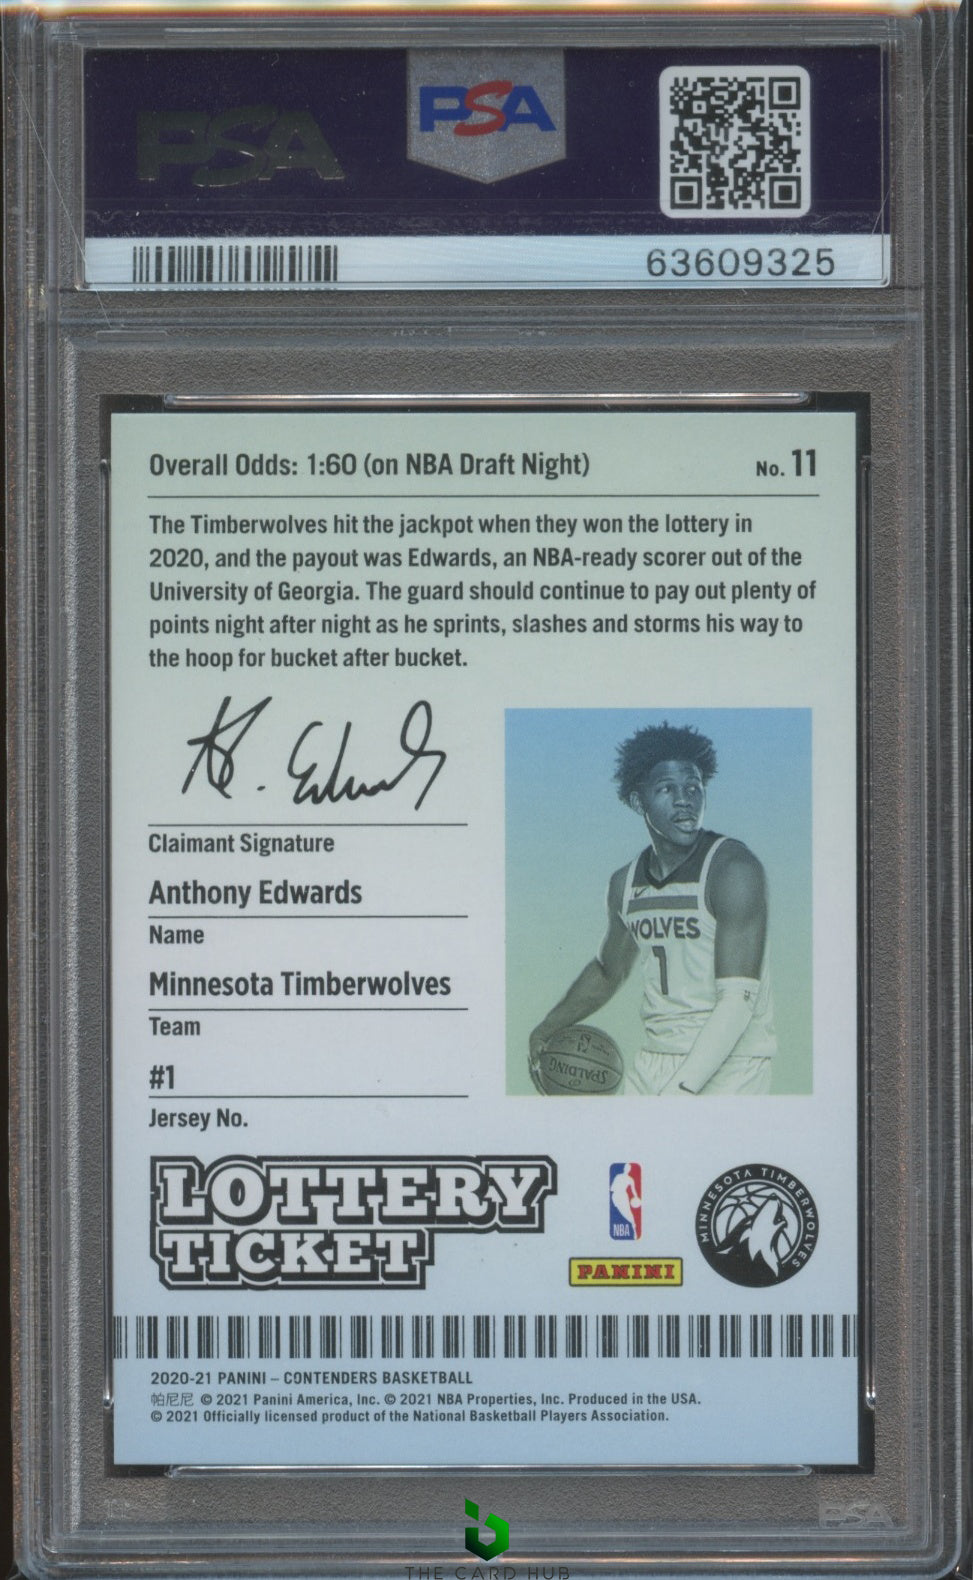 PSA
PSA
63609325
Overall Odds: 1:60 (on NBA Draft Night)
No. 11
The Timberwolves hit the jackpot when they won the lottery in
2020, and the payout was Edwards, an NBA-ready scorer out of the
University of Georgia. The guard should continue to pay out plenty of
points night after night as he sprints, slashes and storms his way to
the hoop for bucket after bucket.
A. Edwards
Claimant Signature
Anthony Edwards
Name
Minnesota Timberwolves
Team
#1
Jersey No.
WOLVES
1
SPALDING
LOTTERY
TICKET
NBA
PANINI
MINNESOTA TIMBERWOLVES
2020-21 PANINI – CONTENDERS BASKETBALL
帕尼尼 © 2021 Panini America, Inc. © 2021 NBA Properties, Inc. Produced in the USA.
© 2021 Officially licensed product of the National Basketball Players Association.
PSA
THE CARD HUB